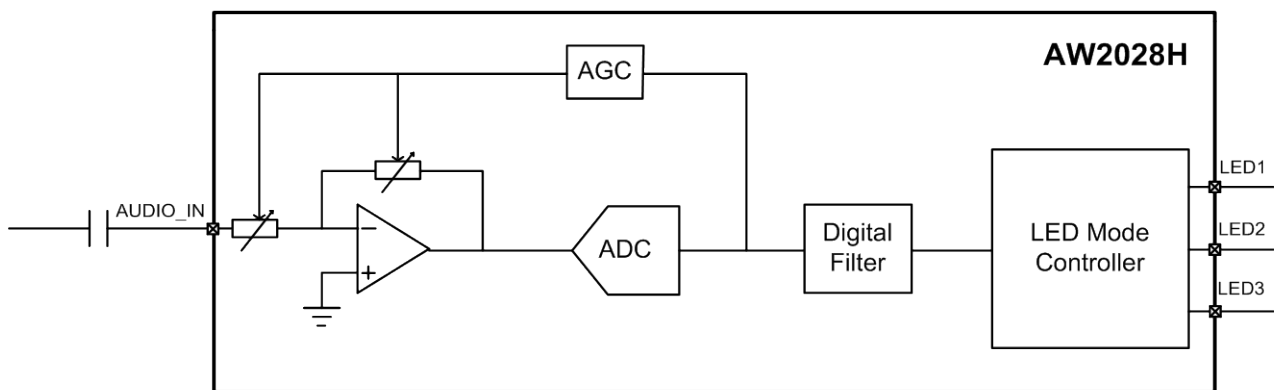 AW2028H
AGC
AUDIO_IN
ADC
Digital
Filter
LED Mode
Controller
LED1
LED2
LED3